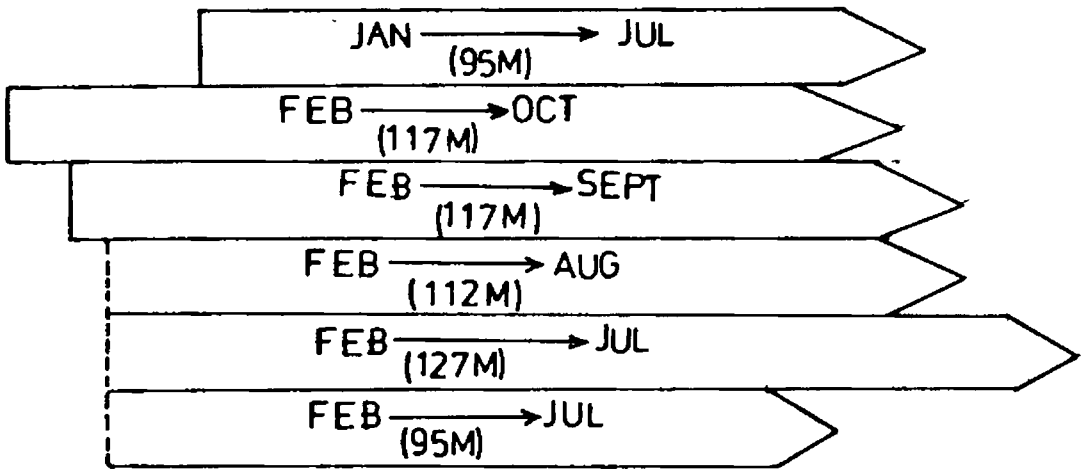 JAN → JUL
(95M)
FEB → OCT
(117M)
FEB → SEPT
(117M)
FEB → AUG
(112M)
FEB → JUL
(127M)
FEB → JUL
(95M)